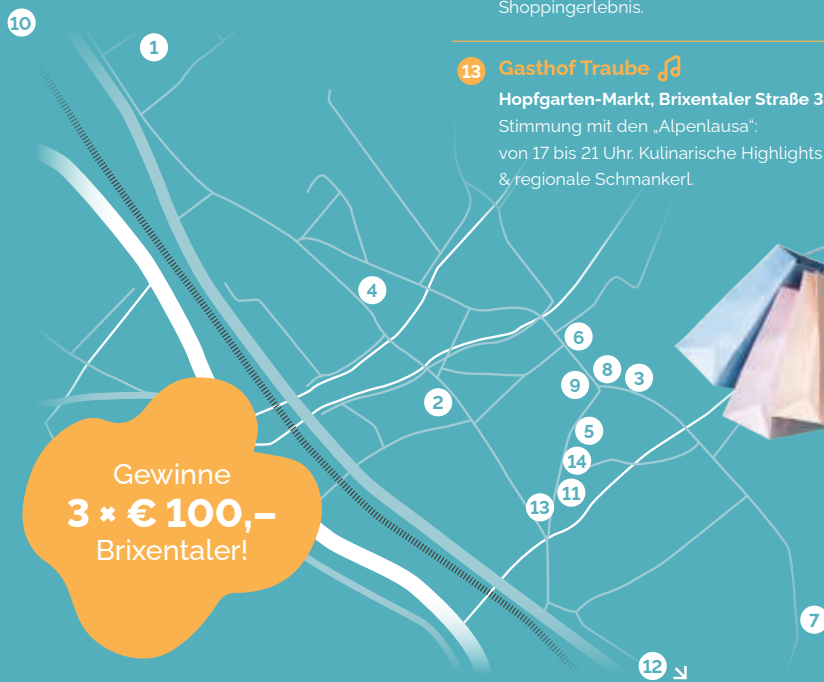 Shoppingerlebnis.
10
1
13 Gasthof Traube
Hopfgarten-Markt, Brixentaler Straße 3
Stimmung mit den „Alpenlausa“:
von 17 bis 21 Uhr. Kulinarische Highlights
& regionale Schmankerl.
4
6
8
3
9
2
5
14
11
13
Gewinne
3 × € 100,–
Brixentaler!
7
12